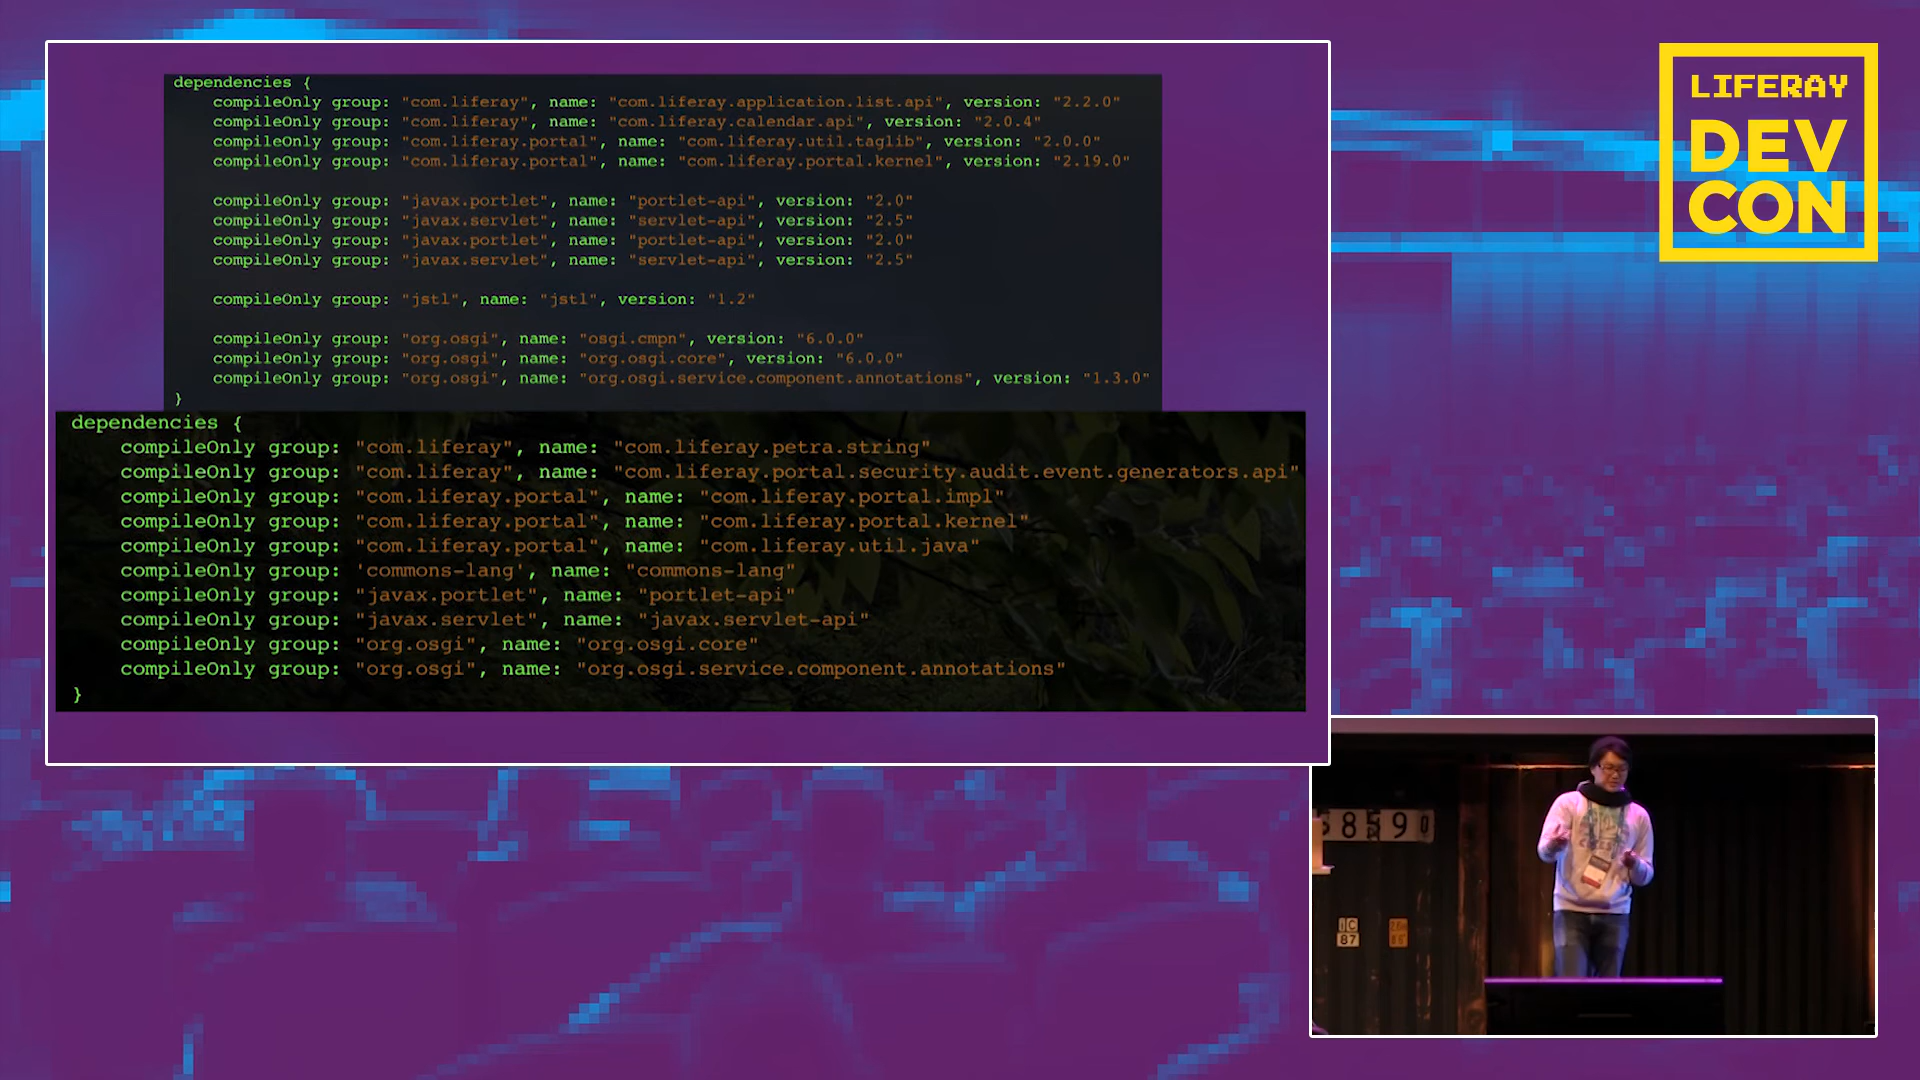 dependencies {
compileOnly group: "com.liferay", name: "com.liferay.application.list.api", version: "2.2.0"
compileOnly group: "com.liferay", name: "com.liferay.calendar.api", version: "2.0.4"
compileOnly group: "com.liferay.portal", name: "com.liferay.util.taglib", version: "2.0.0"
compileOnly group: "com.liferay.portal", name: "com.liferay.portal.kernel", version: "2.19.0"
compileOnly group: "javax.portlet", name: "portlet-api", version: "2.0"
compileOnly group: "javax.servlet", name: "servlet-api", version: "2.5"
compileOnly group: "javax.portlet", name: "portlet-api", version: "2.0"
compileOnly group: "javax.servlet", name: "servlet-api", version: "2.5"
compileOnly group: "jstl", name: "jstl", version: "1.2"
compileOnly group: "org.osgi", name: "osgi.cmpn", version: "6.0.0"
compileOnly group: "org.osgi", name: "org.osgi.core", version: "6.0.0"
compileOnly group: "org.osgi", name: "org.osgi.service.component.annotations", version: "1.3.0"
}
dependencies {
compileOnly group: "com.liferay", name: "com.liferay.petra.string"
compileOnly group: "com.liferay", name: "com.liferay.portal.security.audit.event.generators.api"
compileOnly group: "com.liferay.portal", name: "com.liferay.portal.impl"
compileOnly group: "com.liferay.portal", name: "com.liferay.portal.kernel"
compileOnly group: "com.liferay.portal", name: "com.liferay.util.java"
compileOnly group: 'commons-lang', name: "commons-lang"
compileOnly group: "javax.portlet", name: "portlet-api"
compileOnly group: "javax.servlet", name: "javax.servlet-api"
compileOnly group: "org.osgi", name: "org.osgi.core"
compileOnly group: "org.osgi", name: "org.osgi.service.component.annotations"
}
LIFERAY
DEV
CON
87